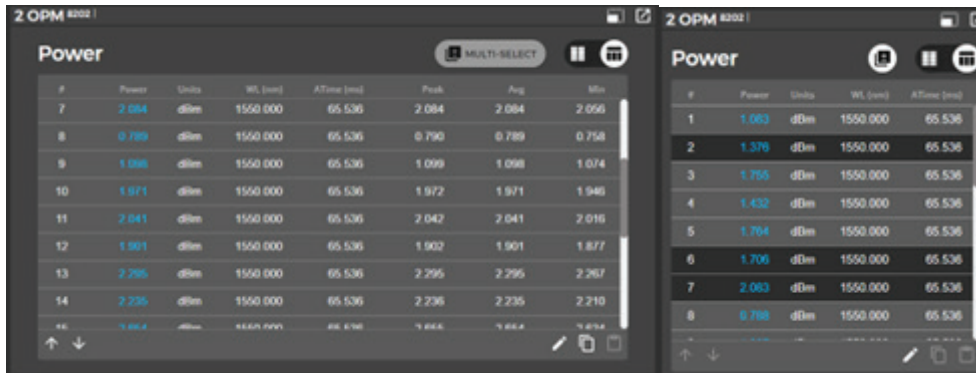 2 OPM 8202
Power
MULTI-SELECT
# Power Units WL (nm) ATime (ms) Peak Avg Min
7 2.084 dBm 1550.000 65.536 2.084 2.084 2.056
8 0.789 dBm 1550.000 65.536 0.790 0.789 0.758
9 1.098 dBm 1550.000 65.536 1.099 1.098 1.074
10 1.971 dBm 1550.000 65.536 1.972 1.971 1.946
11 2.041 dBm 1550.000 65.536 2.042 2.041 2.016
12 1.901 dBm 1550.000 65.536 1.902 1.901 1.877
13 2.295 dBm 1550.000 65.536 2.295 2.295 2.267
14 2.235 dBm 1550.000 65.536 2.236 2.235 2.210
2 OPM 8202
Power
# Power Units WL (nm) ATime (ms)
1 1.083 dBm 1550.000 65.536
2 1.376 dBm 1550.000 65.536
3 1.755 dBm 1550.000 65.536
4 1.432 dBm 1550.000 65.536
5 1.764 dBm 1550.000 65.536
6 1.706 dBm 1550.000 65.536
7 2.083 dBm 1550.000 65.536
8 0.788 dBm 1550.000 65.536